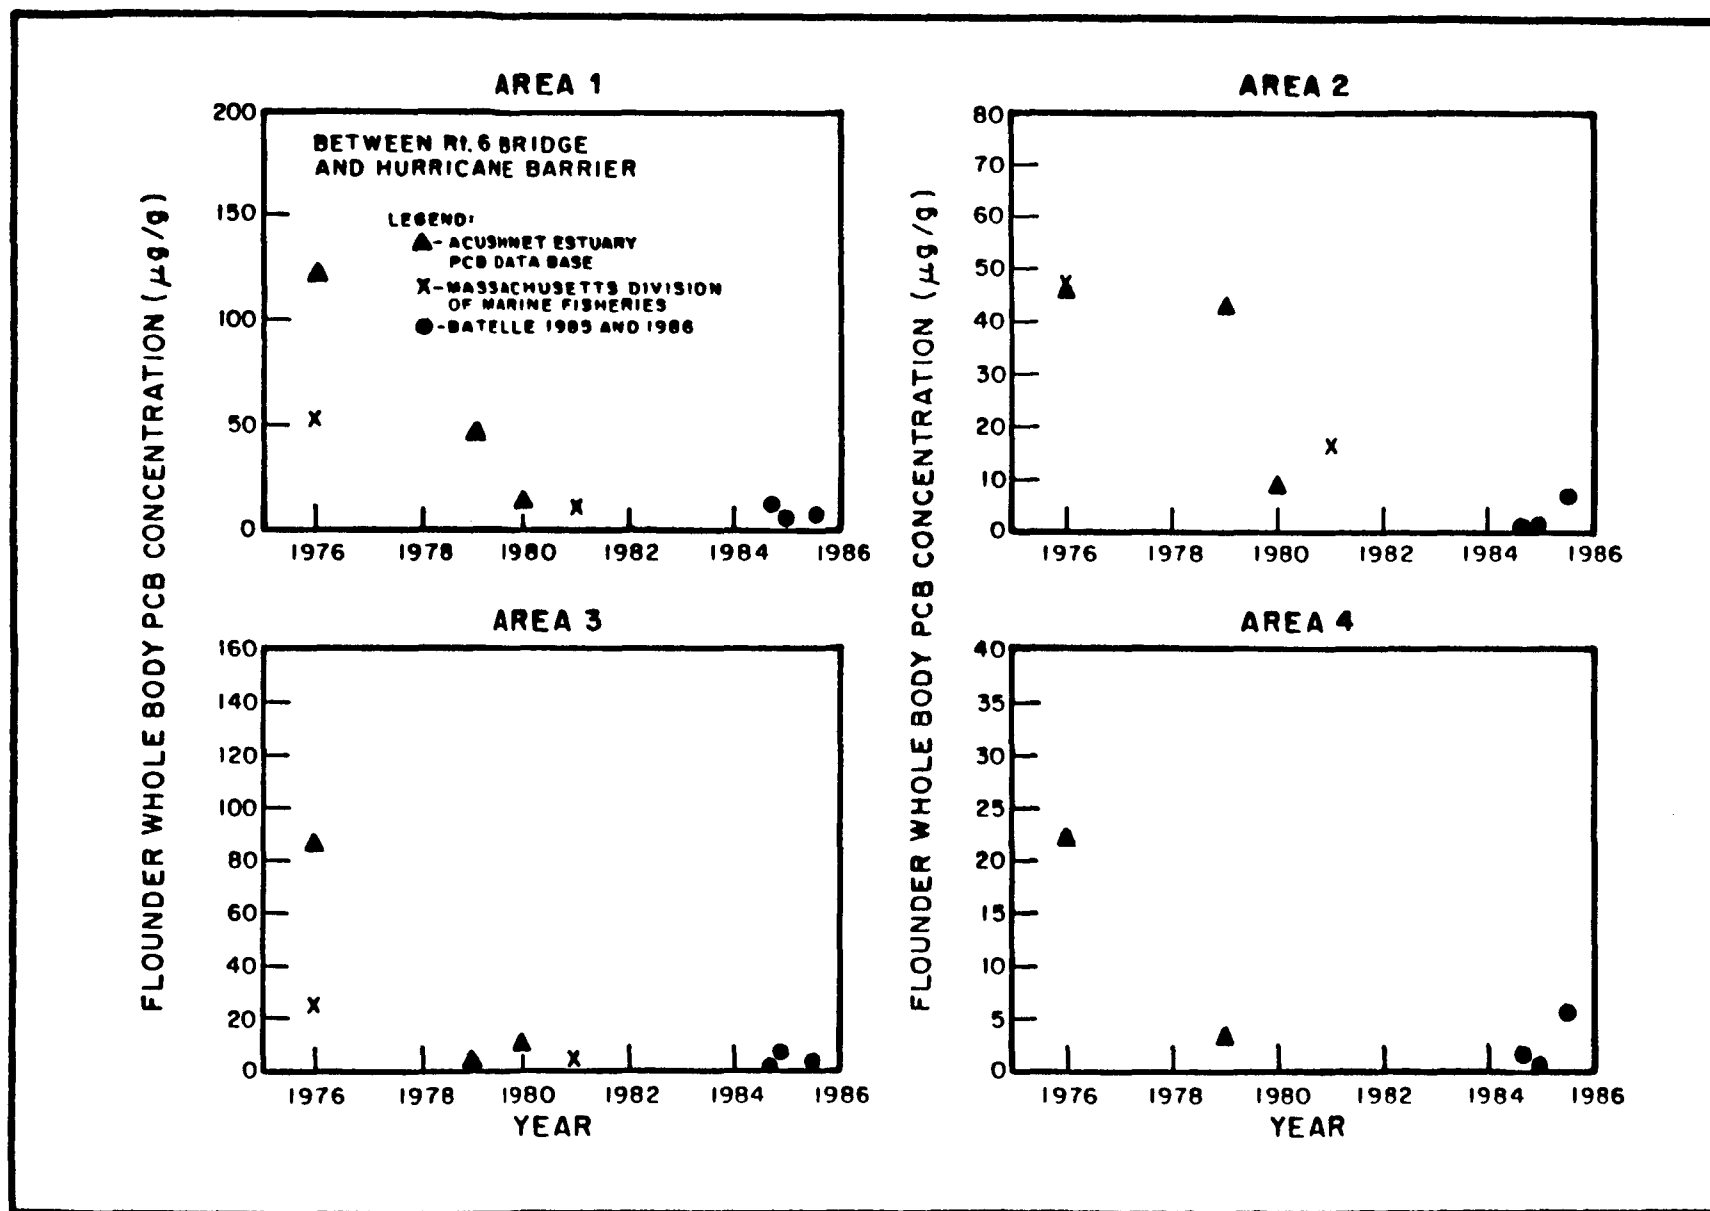 AREA 1
FLOUNDER WHOLE BODY PCB CONCENTRATION (μg/g)
200
150
100
50
0
BETWEEN Rt. 6 BRIDGE
AND HURRICANE BARRIER
LEGEND:
▲- ACUSHNET ESTUARY
PCB DATA BASE
X-MASSACHUSETTS DIVISION
OF MARINE FISHERIES
●-BATELLE 1985 AND 1986
1976 1978 1980 1982 1984 1986
AREA 2
FLOUNDER WHOLE BODY PCB CONCENTRATION (μg/g)
80
70
60
50
40
30
20
10
0
1976 1978 1980 1982 1984 1986
AREA 3
160
140
120
100
80
60
40
20
0
1976 1978 1980 1982 1984 1986
YEAR
AREA 4
40
35
30
25
20
15
10
5
0
1976 1978 1980 1982 1984 1986
YEAR